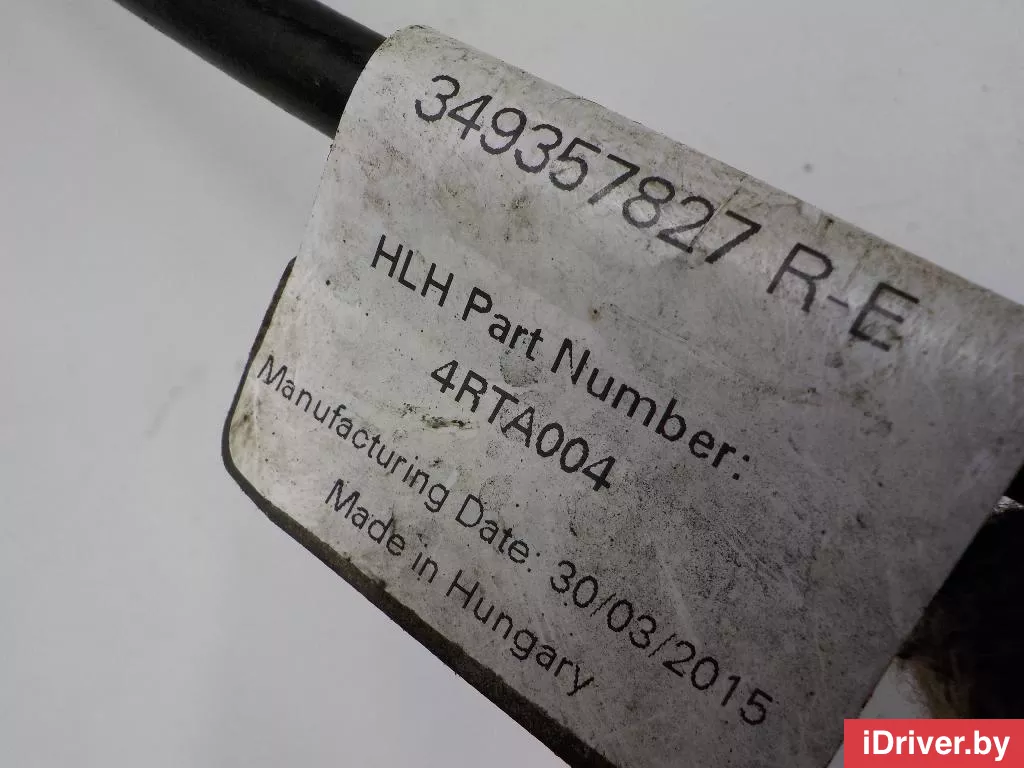 349357827 R-E
HLH Part Number:
4RTA004
Manufacturing Date: 30/03/2015
Made in Hungary
iDriver.by